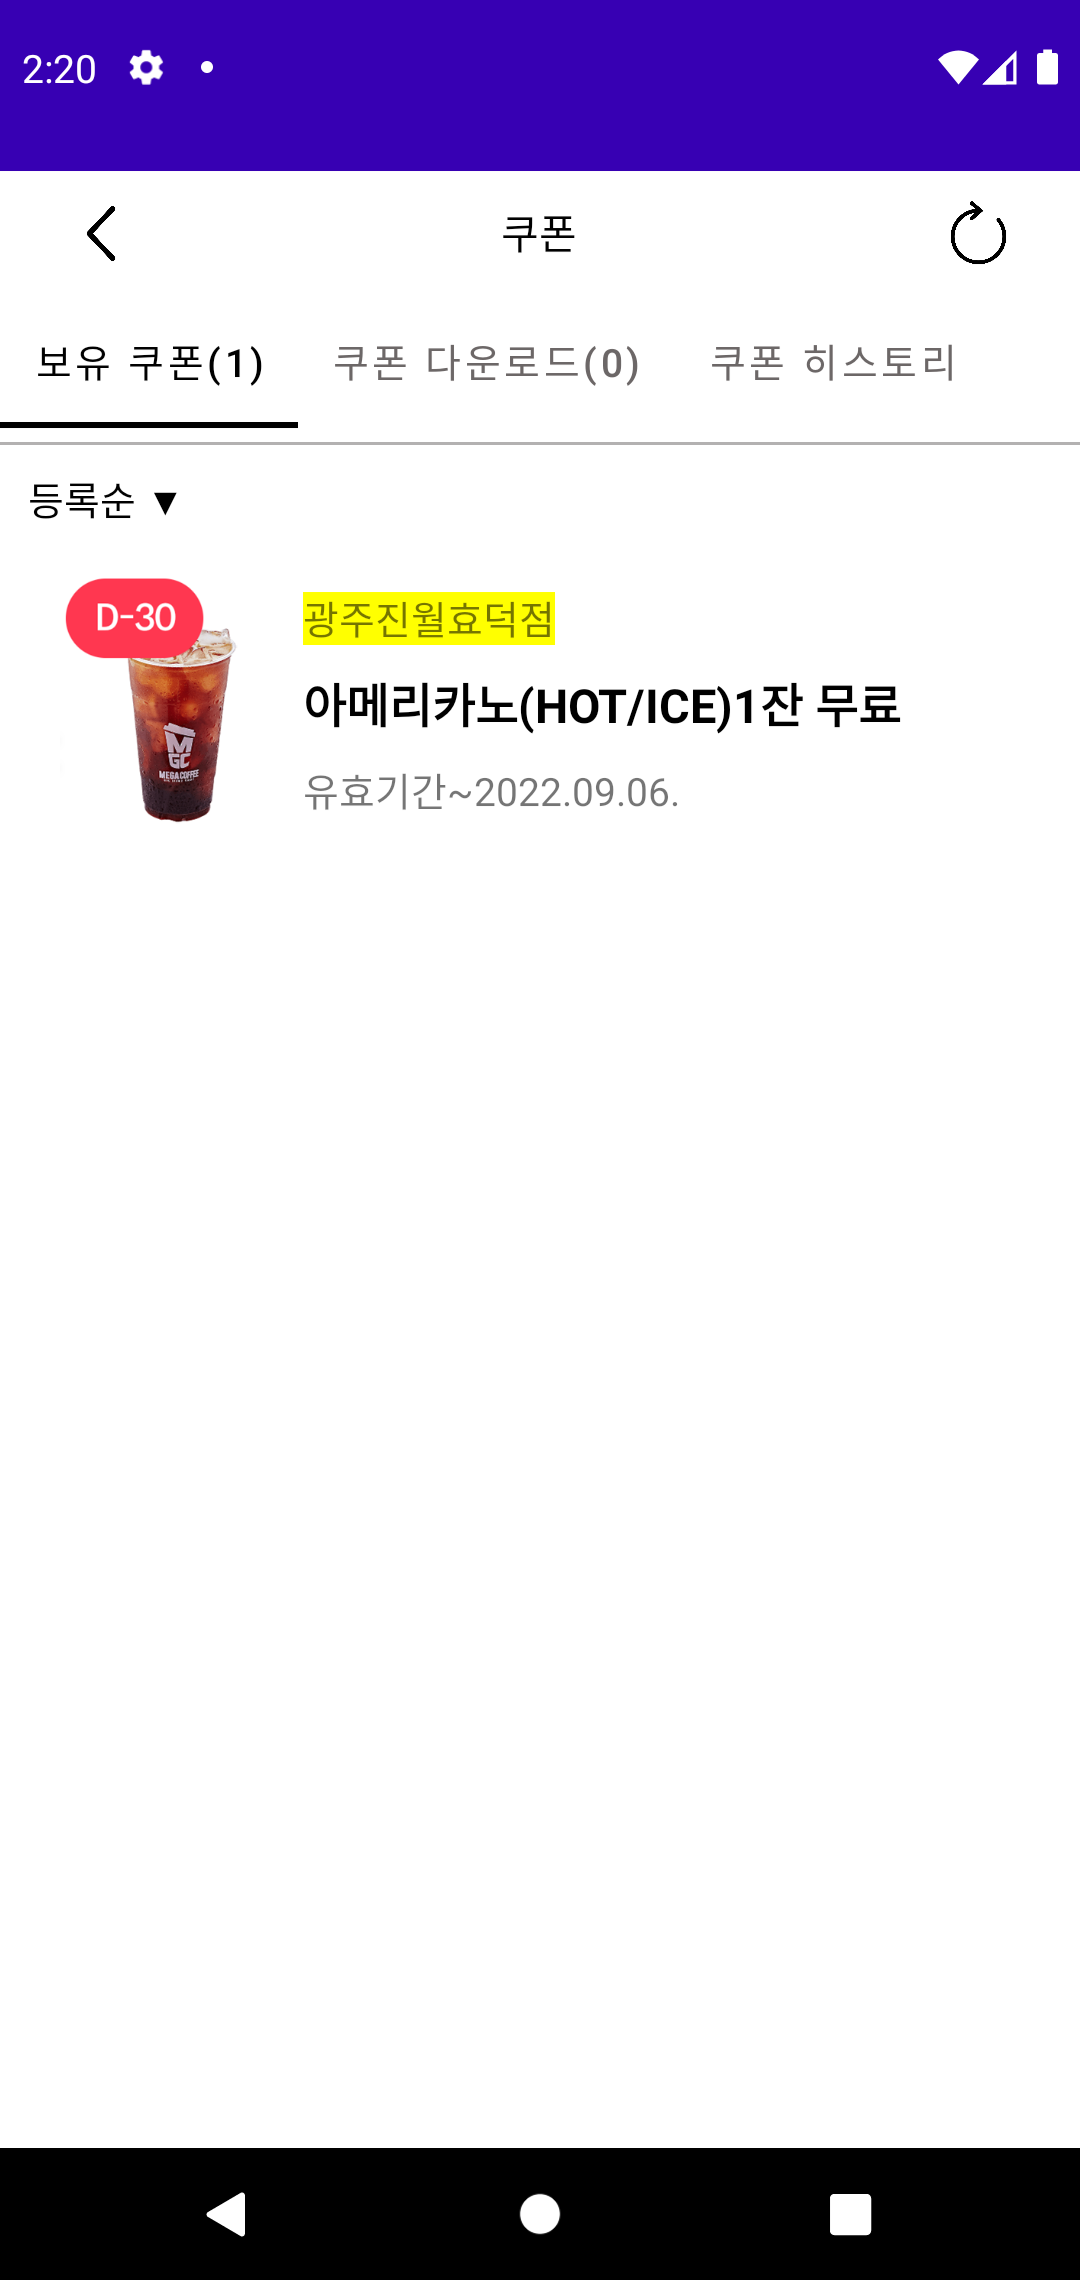 2:20
쿠폰
보유 쿠폰(1) 쿠폰 다운로드(0) 쿠폰 히스토리
등록순 ▼
D-30
광주진월효덕점
아메리카노(HOT/ICE)1잔 무료
유효기간~2022.09.06.
MGC
MEGA COFFEE